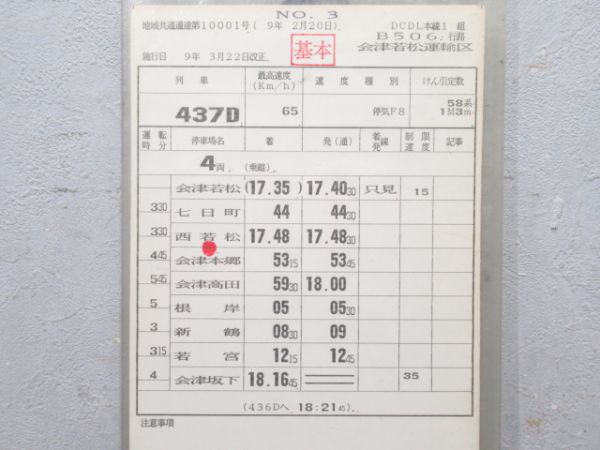 NO. 3
地域共通通達第10001号( 9年 2月20日)
DCDL本線1 組
B506 行路
基本
会津若松運輸区
施行日 9年 3月22日改正
列車 最高速度(Km/h) 速度種別 けん引定数
437D 65 停気F8 58系 1M3m
運転時分 停車場名 着 発(通) 着発線 制限速度 記事
4両 (乗継)
会津若松 (17.35) 17.40 30 只見 15
3 30 七日町 44 44 30
3 30 西若松 17.48 17.48 30
4 45 会津本郷 53 15 53 45
5 45 会津高田 59 30 18.00
5 根岸 05 05 30
3 新鶴 08 30 09
3 15 若宮 12 15 12 45
4 会津坂下 18.16 45 35
(436Dへ 18:21 45)
注意事項